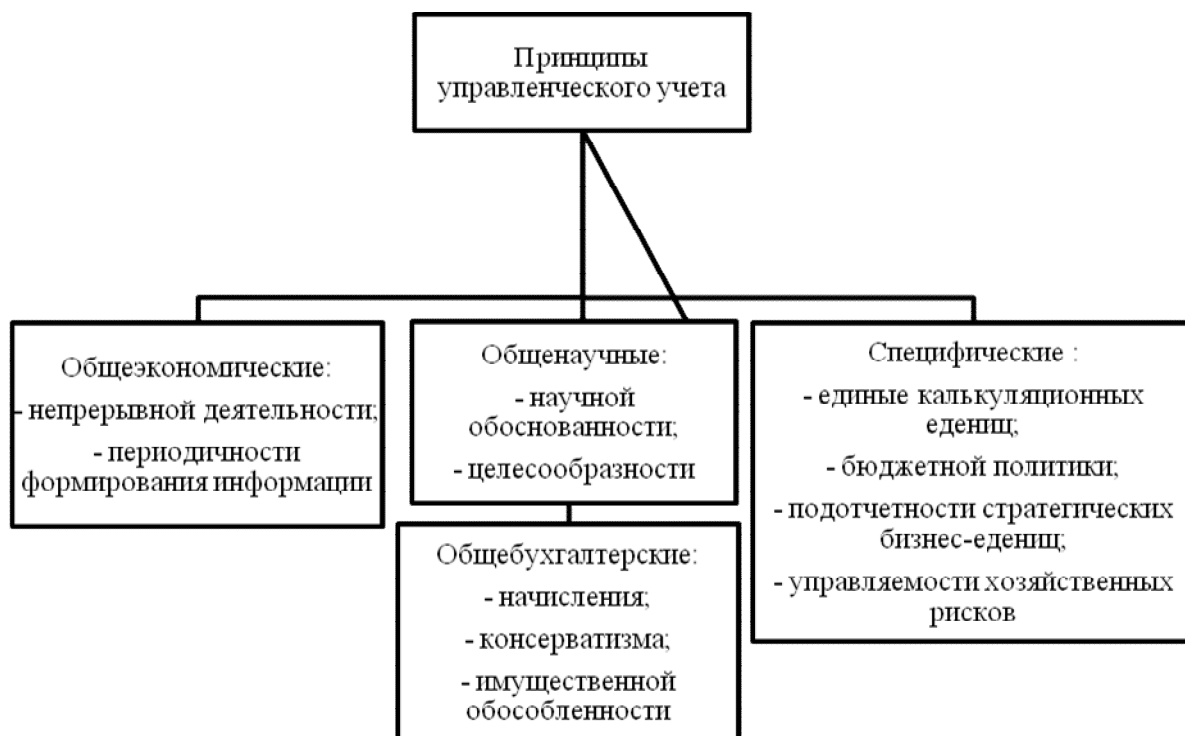 Принципы
управленческого учета
Общеэкономические:
- непрерывной деятельности;
- периодичности
формирования информации
Общенаучные:
- научной
обоснованности;
- целесообразности
Общебухгалтерские:
- начисления;
- консерватизма;
- имущественной
обособленности
Специфические :
- единые калькуляционных
едениц;
- бюджетной политики;
- подотчетности стратегических
бизнес-едениц;
- управляемости хозяйственных
рисков